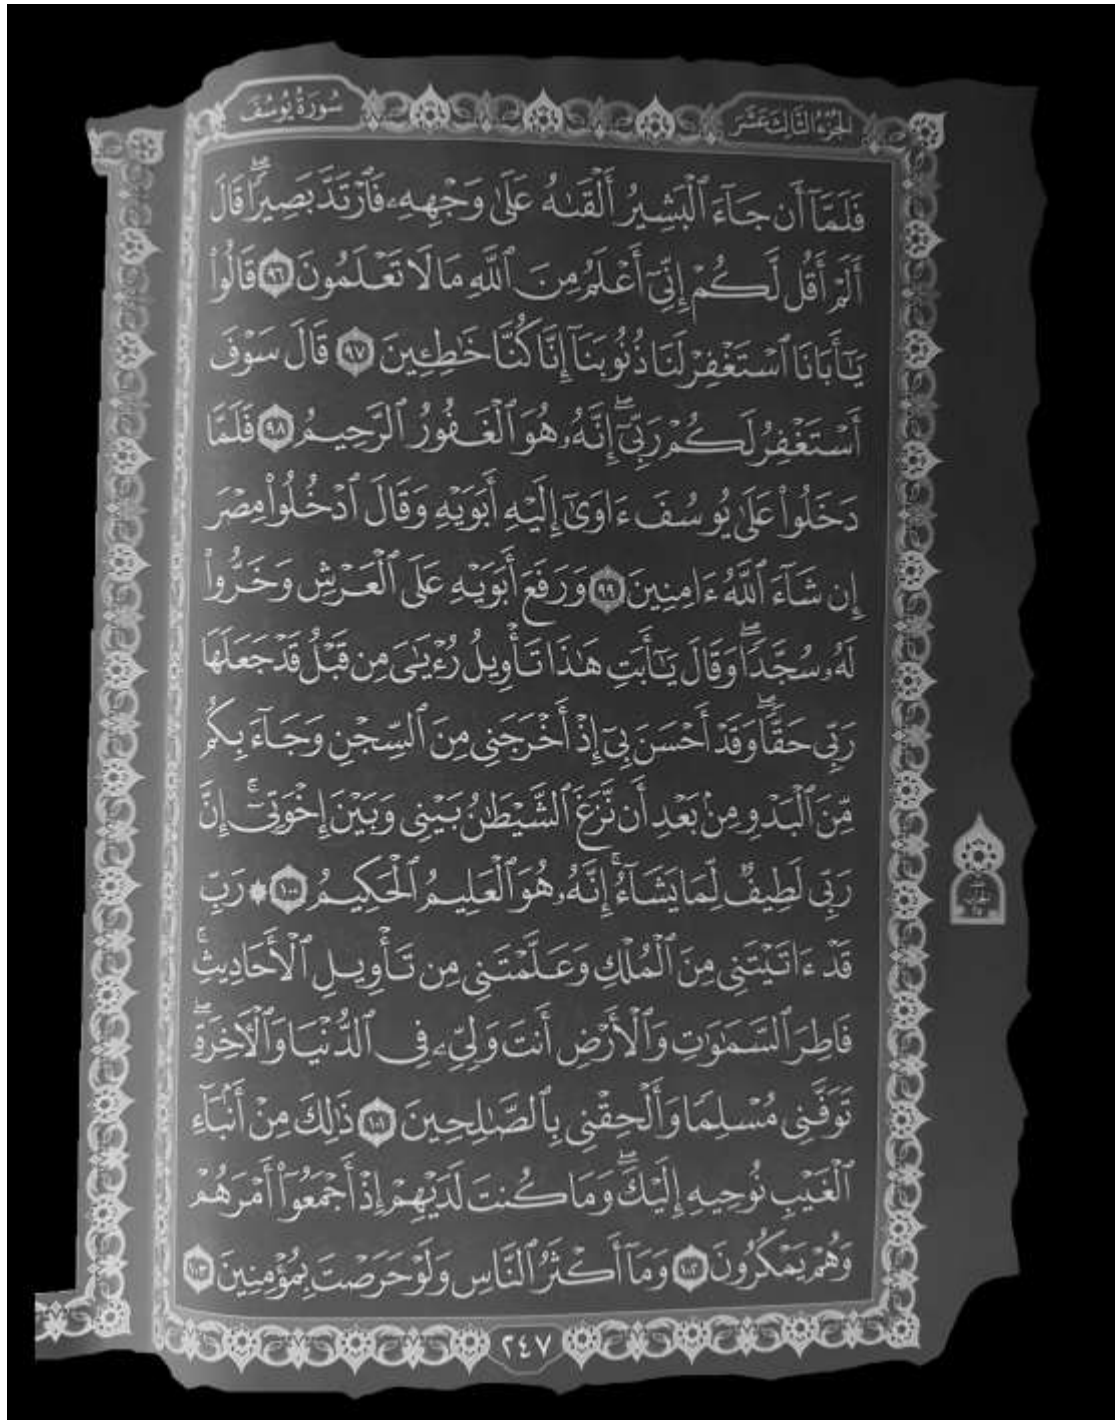 الجزء الثالث عشر
سورة يوسف
فَلَمَّآ أَن جَآءَ ٱلۡبَشِيرُ أَلۡقَىٰهُ عَلَىٰ وَجۡهِهِۦ فَٱرۡتَدَّ بَصِيرٗاۖ قَالَ
أَلَمۡ أَقُل لَّكُمۡ إِنِّيٓ أَعۡلَمُ مِنَ ٱللَّهِ مَا لَا تَعۡلَمُونَ ٩٦ قَالُواْ
يَٰٓأَبَانَا ٱسۡتَغۡفِرۡ لَنَا ذُنُوبَنَآ إِنَّا كُنَّا خَٰطِـِٔينَ ٩٧ قَالَ سَوۡفَ
أَسۡتَغۡفِرُ لَكُمۡ رَبِّيٓۖ إِنَّهُۥ هُوَ ٱلۡغَفُورُ ٱلرَّحِيمُ ٩٨ فَلَمَّا
دَخَلُواْ عَلَىٰ يُوسُفَ ءَاوَىٰٓ إِلَيۡهِ أَبَوَيۡهِ وَقَالَ ٱدۡخُلُواْ مِصۡرَ
إِن شَآءَ ٱللَّهُ ءَامِنِينَ ٩٩ وَرَفَعَ أَبَوَيۡهِ عَلَى ٱلۡعَرۡشِ وَخَرُّواْ
لَهُۥ سُجَّدٗاۖ وَقَالَ يَٰٓأَبَتِ هَٰذَا تَأۡوِيلُ رُءۡيَٰيَ مِن قَبۡلُ قَدۡ جَعَلَهَا
رَبِّي حَقّٗاۖ وَقَدۡ أَحۡسَنَ بِيٓ إِذۡ أَخۡرَجَنِي مِنَ ٱلسِّجۡنِ وَجَآءَ بِكُم
مِّنَ ٱلۡبَدۡوِ مِنۢ بَعۡدِ أَن نَّزَغَ ٱلشَّيۡطَٰنُ بَيۡنِي وَبَيۡنَ إِخۡوَتِيٓۚ إِنَّ
رَبِّي لَطِيفٞ لِّمَا يَشَآءُۚ إِنَّهُۥ هُوَ ٱلۡعَلِيمُ ٱلۡحَكِيمُ ١٠٠ ۞ رَبِّ
قَدۡ ءَاتَيۡتَنِي مِنَ ٱلۡمُلۡكِ وَعَلَّمۡتَنِي مِن تَأۡوِيلِ ٱلۡأَحَادِيثِۚ
فَاطِرَ ٱلسَّمَٰوَٰتِ وَٱلۡأَرۡضِ أَنتَ وَلِيِّۦ فِي ٱلدُّنۡيَا وَٱلۡأٓخِرَةِۖ
تَوَفَّنِي مُسۡلِمٗا وَأَلۡحِقۡنِي بِٱلصَّٰلِحِينَ ١٠١ ذَٰلِكَ مِنۡ أَنۢبَآءِ
ٱلۡغَيۡبِ نُوحِيهِ إِلَيۡكَۖ وَمَا كُنتَ لَدَيۡهِمۡ إِذۡ أَجۡمَعُوٓاْ أَمۡرَهُمۡ
وَهُمۡ يَمۡكُرُونَ ١٠٢ وَمَآ أَكۡثَرُ ٱلنَّاسِ وَلَوۡ حَرَصۡتَ بِمُؤۡمِنِينَ ١٠٣
٢٤٧